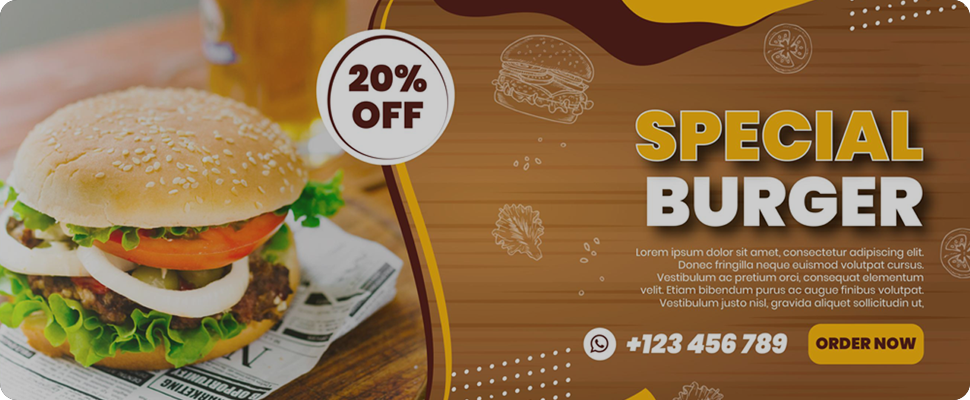 20%
OFF
SPECIAL
BURGER
Lorem ipsum dolor sit amet, consectetur adipiscing elit.
Donec fringilla neque euismod volutpat cursus.
Vestibulum ac pretium orci, consequat elementum
velit. Etiam bibendum purus ac augue finibus volutpat.
Vestibulum justo nisl, gravida aliquet sollicitudin ut,
+123 456 789
ORDER NOW
MARKETING